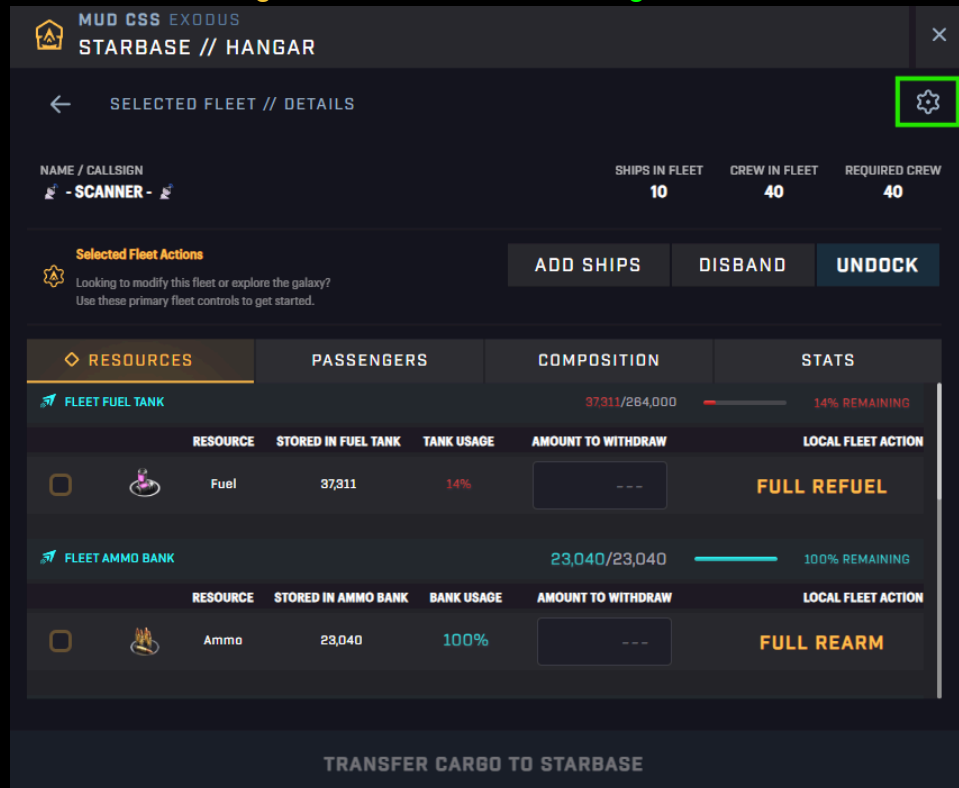 MUD CSS EXODUS
STARBASE // HANGAR
SELECTED FLEET // DETAILS
NAME / CALLSIGN
- SCANNER -
SHIPS IN FLEET CREW IN FLEET REQUIRED CREW
10 40 40
Selected Fleet Actions
Looking to modify this fleet or explore the galaxy?
Use these primary fleet controls to get started.
ADD SHIPS DISBAND UNDOCK
RESOURCES PASSENGERS COMPOSITION STATS
FLEET FUEL TANK 37,311/264,000 14% REMAINING
RESOURCE STORED IN FUEL TANK TANK USAGE AMOUNT TO WITHDRAW LOCAL FLEET ACTION
Fuel 37,311 14% --- FULL REFUEL
FLEET AMMO BANK 23,040/23,040 100% REMAINING
RESOURCE STORED IN AMMO BANK BANK USAGE AMOUNT TO WITHDRAW LOCAL FLEET ACTION
Ammo 23,040 100% --- FULL REARM
TRANSFER CARGO TO STARBASE